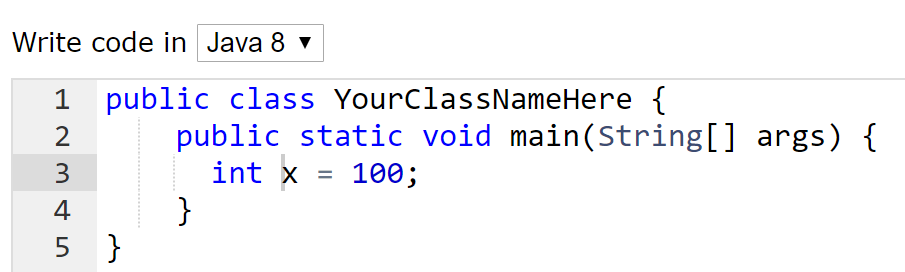 Write code in Java 8 ▼
1 public class YourClassNameHere {
2     public static void main(String[] args) {
3       int x = 100;
4     }
5 }